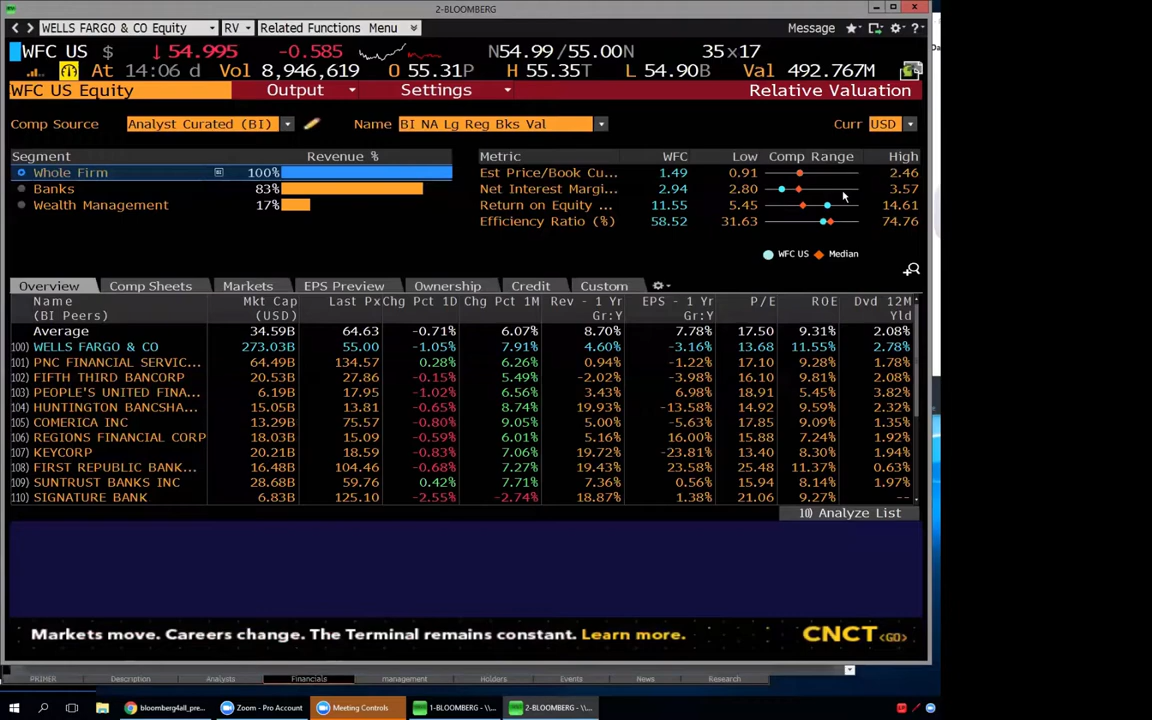 2-BLOOMBERG
WELLS FARGO & CO Equity RV Related Functions Menu Message
WFC US $ ↓ 54.995 -0.585 N54.99/55.00N 35x17
At 14:06 d Vol 8,946,619 O 55.31P H 55.35T L 54.90B Val 492.767M
WFC US Equity Output Settings Relative Valuation
Comp Source Analyst Curated (BI) Name BI NA Lg Reg Bks Val Curr USD
Segment Revenue % Metric WFC Low Comp Range High
Whole Firm 100% Est Price/Book Cu... 1.49 0.91 2.46
Banks 83% Net Interest Margi... 2.94 2.80 3.57
Wealth Management 17% Return on Equity ... 11.55 5.45 14.61
Efficiency Ratio (%) 58.52 31.63 74.76
WFC US Median
Overview Comp Sheets Markets EPS Preview Ownership Credit Custom
Name Mkt Cap Last Px Chg Pct 1D Chg Pct 1M Rev - 1 Yr EPS - 1 Yr P/E ROE Dvd 12M
(BI Peers) (USD) Gr:Y Gr:Y Yld
Average 34.59B 64.63 -0.71% 6.07% 8.70% 7.78% 17.50 9.31% 2.08%
100) WELLS FARGO & CO 273.03B 55.00 -1.05% 7.91% 4.60% -3.16% 13.68 11.55% 2.78%
101) PNC FINANCIAL SERVIC... 64.49B 134.57 0.28% 6.26% 0.94% -1.22% 17.10 9.28% 1.78%
102) FIFTH THIRD BANCORP 20.53B 27.86 -0.15% 5.49% -2.02% -3.98% 16.10 9.81% 2.08%
103) PEOPLE'S UNITED FINA... 6.19B 17.95 -1.02% 6.56% 3.43% 6.98% 18.91 5.45% 3.82%
104) HUNTINGTON BANCSHA... 15.05B 13.81 -0.65% 8.74% 19.93% -13.58% 14.92 9.59% 2.32%
105) COMERICA INC 13.29B 75.57 -0.80% 9.05% 5.00% -5.63% 17.85 9.09% 1.35%
106) REGIONS FINANCIAL CORP 18.03B 15.09 -0.59% 6.01% 5.16% 16.00% 15.88 7.24% 1.92%
107) KEYCORP 20.21B 18.59 -0.83% 7.06% 19.72% -23.81% 13.40 8.30% 1.94%
108) FIRST REPUBLIC BANK... 16.48B 104.46 -0.68% 7.27% 19.43% 23.58% 25.48 11.37% 0.63%
109) SUNTRUST BANKS INC 28.68B 59.76 0.42% 7.71% 7.36% 0.56% 15.94 8.14% 1.97%
110) SIGNATURE BANK 6.83B 125.10 -2.55% -2.74% 18.87% 1.38% 21.06 9.27% --
10) Analyze List
Markets move. Careers change. The Terminal remains constant. Learn more. CNCT <GO>
PRIMER Description Analysts Financials management Holders Events News Research
bloomberg4all_pre... Zoom - Pro Account Meeting Controls 1-BLOOMBERG - \\... 2-BLOOMBERG - \\...